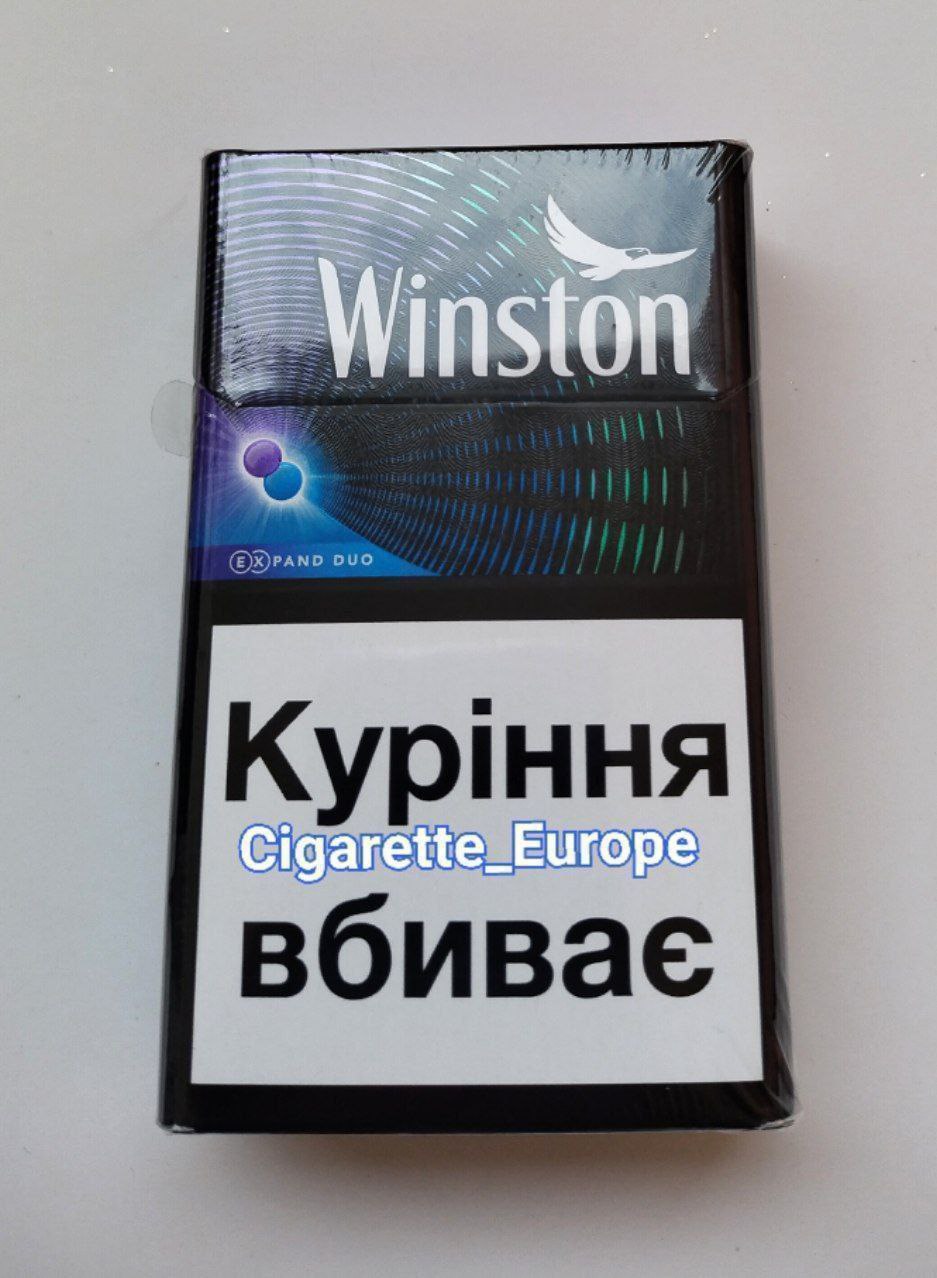 Winston
EXPAND DUO
Куріння
Cigarette_Europe
вбиває